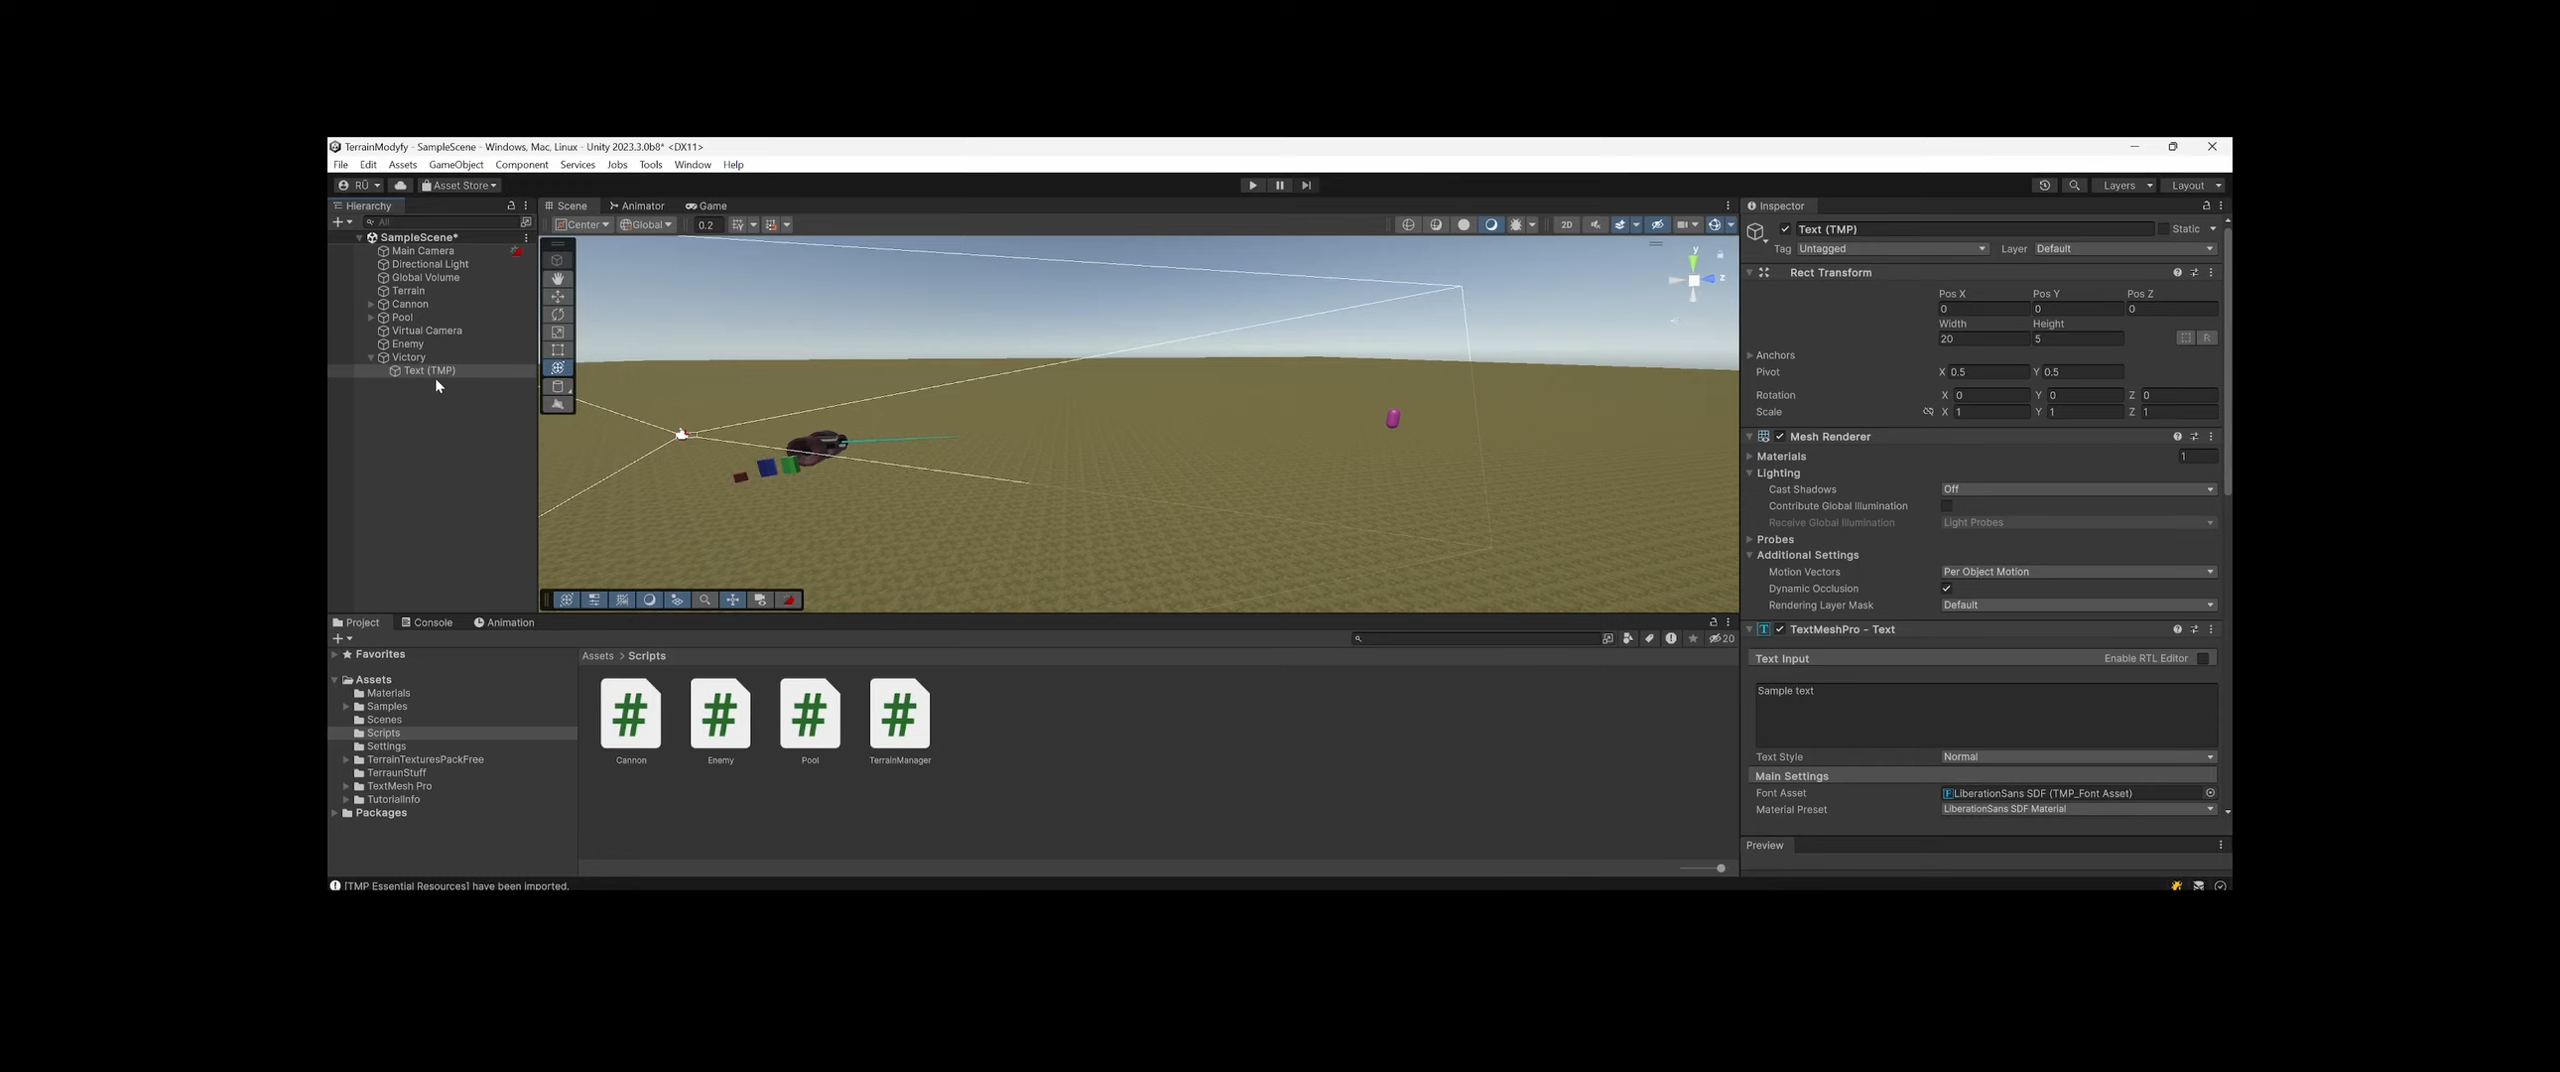 TerrainModyfy - SampleScene - Windows, Mac, Linux - Unity 2023.3.0b8* <DX11>
File Edit Assets GameObject Component Services Jobs Tools Window Help
RÜ Asset Store Layers Layout
Hierarchy
All
SampleScene*
Main Camera
Directional Light
Global Volume
Terrain
Cannon
Pool
Virtual Camera
Enemy
Victory
Text (TMP)
Scene Animator Game
Center Global 0.2 2D
y
z
Inspector
Text (TMP) Static
Tag Untagged Layer Default
Rect Transform
Pos X Pos Y Pos Z
0 0 0
Width Height
20 5 R
Anchors
Pivot X 0.5 Y 0.5
Rotation X 0 Y 0 Z 0
Scale X 1 Y 1 Z 1
Mesh Renderer
Materials 1
Lighting
Cast Shadows Off
Contribute Global Illumination
Receive Global Illumination Light Probes
Probes
Additional Settings
Motion Vectors Per Object Motion
Dynamic Occlusion
Rendering Layer Mask Default
TextMeshPro - Text
Text Input Enable RTL Editor
Sample text
Text Style Normal
Main Settings
Font Asset LiberationSans SDF (TMP_Font Asset)
Material Preset LiberationSans SDF Material
Preview
Project Console Animation
20
Favorites
Assets
Materials
Samples
Scenes
Scripts
Settings
TerrainTexturesPackFree
TerraunStuff
TextMesh Pro
TutorialInfo
Packages
Assets > Scripts
Cannon Enemy Pool TerrainManager
[TMP Essential Resources] have been imported.